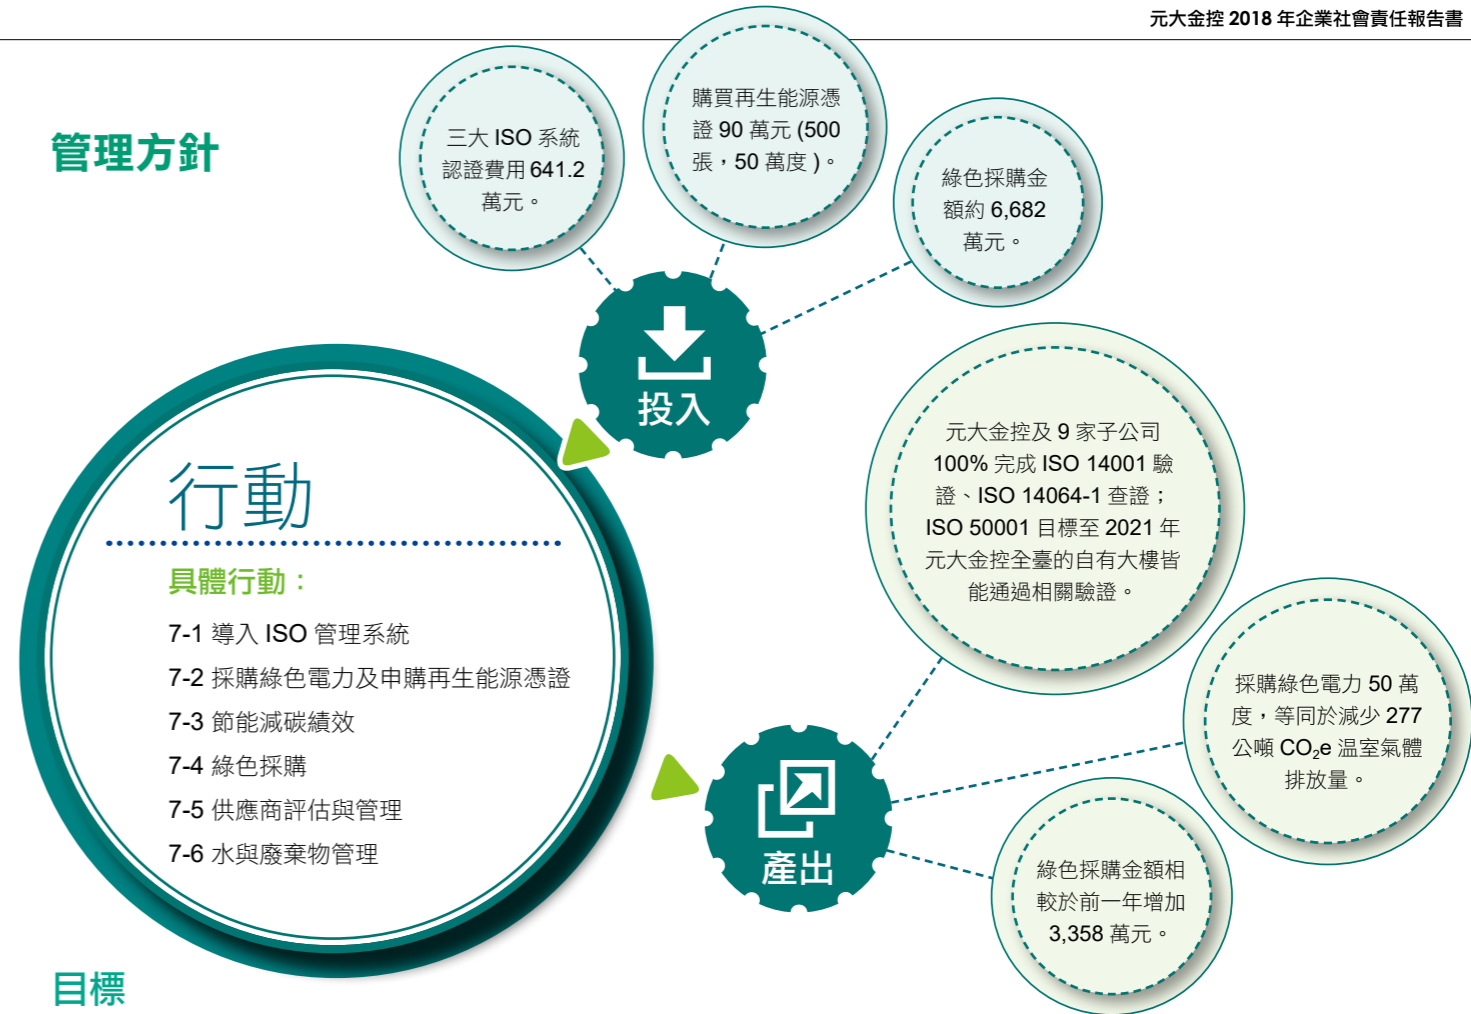 元大金控 2018 年企業社會責任報告書
管理方針
三大 ISO 系統
認證費用 641.2
萬元。
購買再生能源憑
證 90 萬元 (500
張，50 萬度 )。
綠色採購金
額約 6,682
萬元。
投入
行動
具體行動：
7-1 導入 ISO 管理系統
7-2 採購綠色電力及申購再生能源憑證
7-3 節能減碳績效
7-4 綠色採購
7-5 供應商評估與管理
7-6 水與廢棄物管理
元大金控及 9 家子公司
100% 完成 ISO 14001 驗
證、ISO 14064-1 查證；
ISO 50001 目標至 2021 年
元大金控全臺的自有大樓皆
能通過相關驗證。
採購綠色電力 50 萬
度，等同於減少 277
公噸 CO₂e 温室氣體
排放量。
產出
綠色採購金額相
較於前一年增加
3,358 萬元。
目標